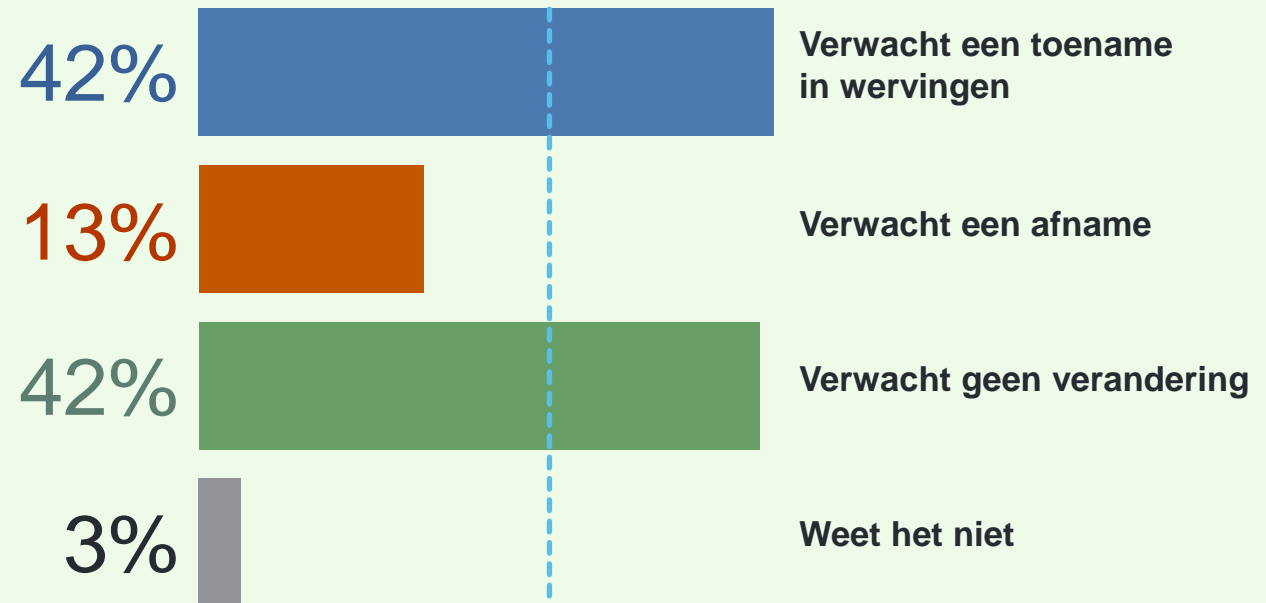 42%
Verwacht een toename
in wervingen
13%
Verwacht een afname
42%
Verwacht geen verandering
3%
Weet het niet